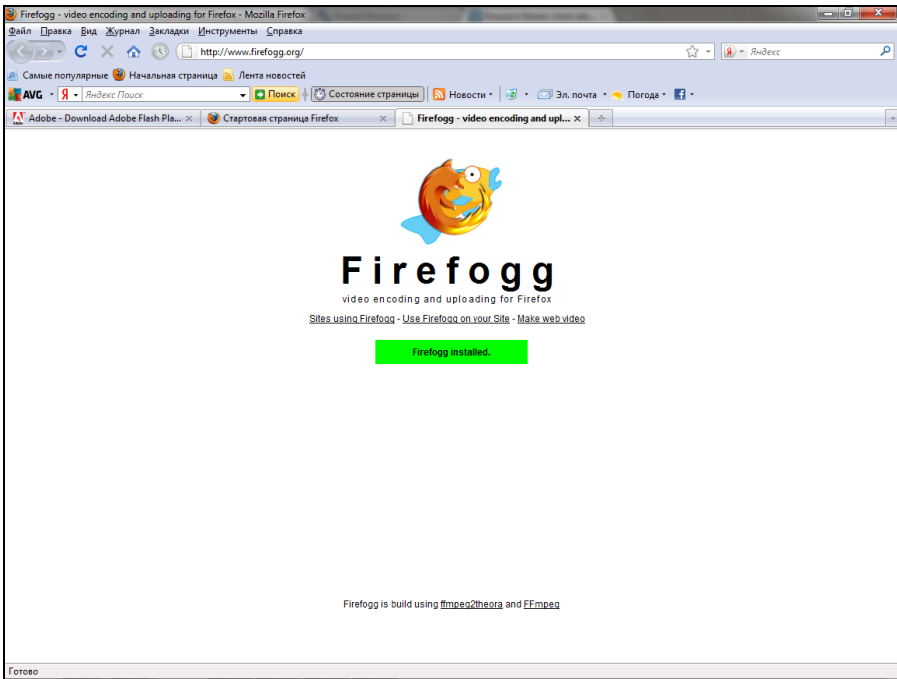 Firefogg - video encoding and uploading for Firefox - Mozilla Firefox
Файл Правка Вид Журнал Закладки Инструменты Справка
http://www.firefogg.org/ Я Яндекс
Самые популярные Начальная страница Лента новостей
AVG Я Яндекс Поиск Поиск Состояние страницы Новости Эл. почта Погода
Adobe - Download Adobe Flash Pla... Стартовая страница Firefox Firefogg - video encoding and upl...
Firefogg
video encoding and uploading for Firefox
Sites using Firefogg - Use Firefogg on your Site - Make web video
Firefogg installed.
Firefogg is build using ffmpeg2theora and FFmpeg
Готово